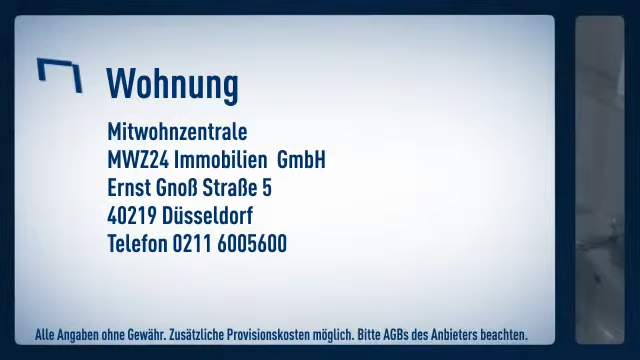 Wohnung
Mitwohnzentrale
MWZ24 Immobilien GmbH
Ernst Gnoß Straße 5
40219 Düsseldorf
Telefon 0211 6005600
Alle Angaben ohne Gewähr. Zusätzliche Provisionskosten möglich. Bitte AGBs des Anbieters beachten.